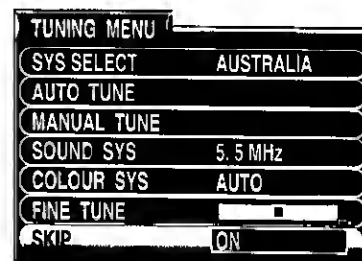 TUNING MENU
SYS SELECT AUSTRALIA
AUTO TUNE
MANUAL TUNE
SOUND SYS 5.5 MHz
COLOUR SYS AUTO
FINE TUNE
SKIP ON